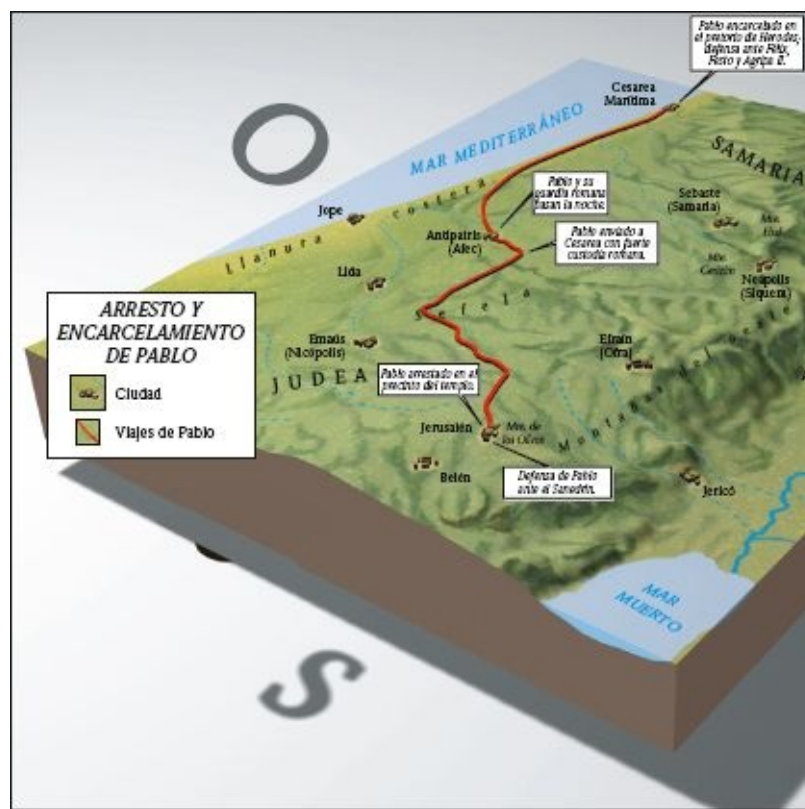 Pablo encarcelado en
el pretorio de Herodes;
defensa ante Félix,
Festo y Agripa II.
Cesarea
Marítima
O
MAR MEDITERRÁNEO
SAMARIA
Pablo y su
guardia romana
pasan la noche.
Sebaste
(Samaria)
Mte.
Ebal
Jope
Llanura costera
Antípatris
(Afec)
Pablo enviado a
Cesarea con fuerte
custodia romana.
Mte.
Gerizim
Neápolis
(Siquem)
Lida
Sefela
ARRESTO Y
ENCARCELAMIENTO
DE PABLO
Ciudad
Viajes de Pablo
Emaús
(Nicópolis)
Efraín
(Ofra)
JUDEA
Pablo arrestado en el
precinto del templo.
Montañas del oeste
Jerusalén
Mte. de
los Olivos
Belén
Defensa de Pablo
ante el Sanedrín.
Jericó
MAR
MUERTO
S